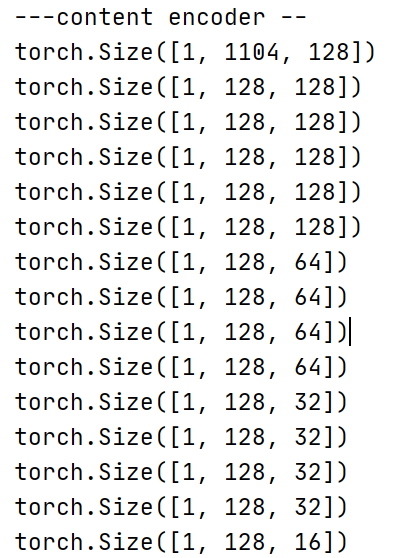 ---content encoder --
torch.Size([1, 1104, 128])
torch.Size([1, 128, 128])
torch.Size([1, 128, 128])
torch.Size([1, 128, 128])
torch.Size([1, 128, 128])
torch.Size([1, 128, 128])
torch.Size([1, 128, 64])
torch.Size([1, 128, 64])
torch.Size([1, 128, 64])
torch.Size([1, 128, 64])
torch.Size([1, 128, 32])
torch.Size([1, 128, 32])
torch.Size([1, 128, 32])
torch.Size([1, 128, 32])
torch.Size([1, 128, 16])